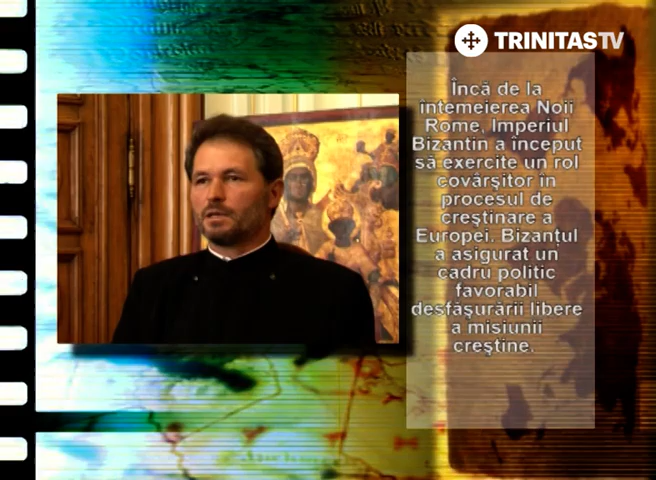 TRINITAS TV
Încă de la
întemeierea Noii
Rome, Imperiul
Bizantin a început
să exercite un rol
covârşitor în
procesul de
creştinare a
Europei. Bizanţul
a asigurat un
cadru politic
favorabil
desfăşurării libere
a misiunii
creştine.